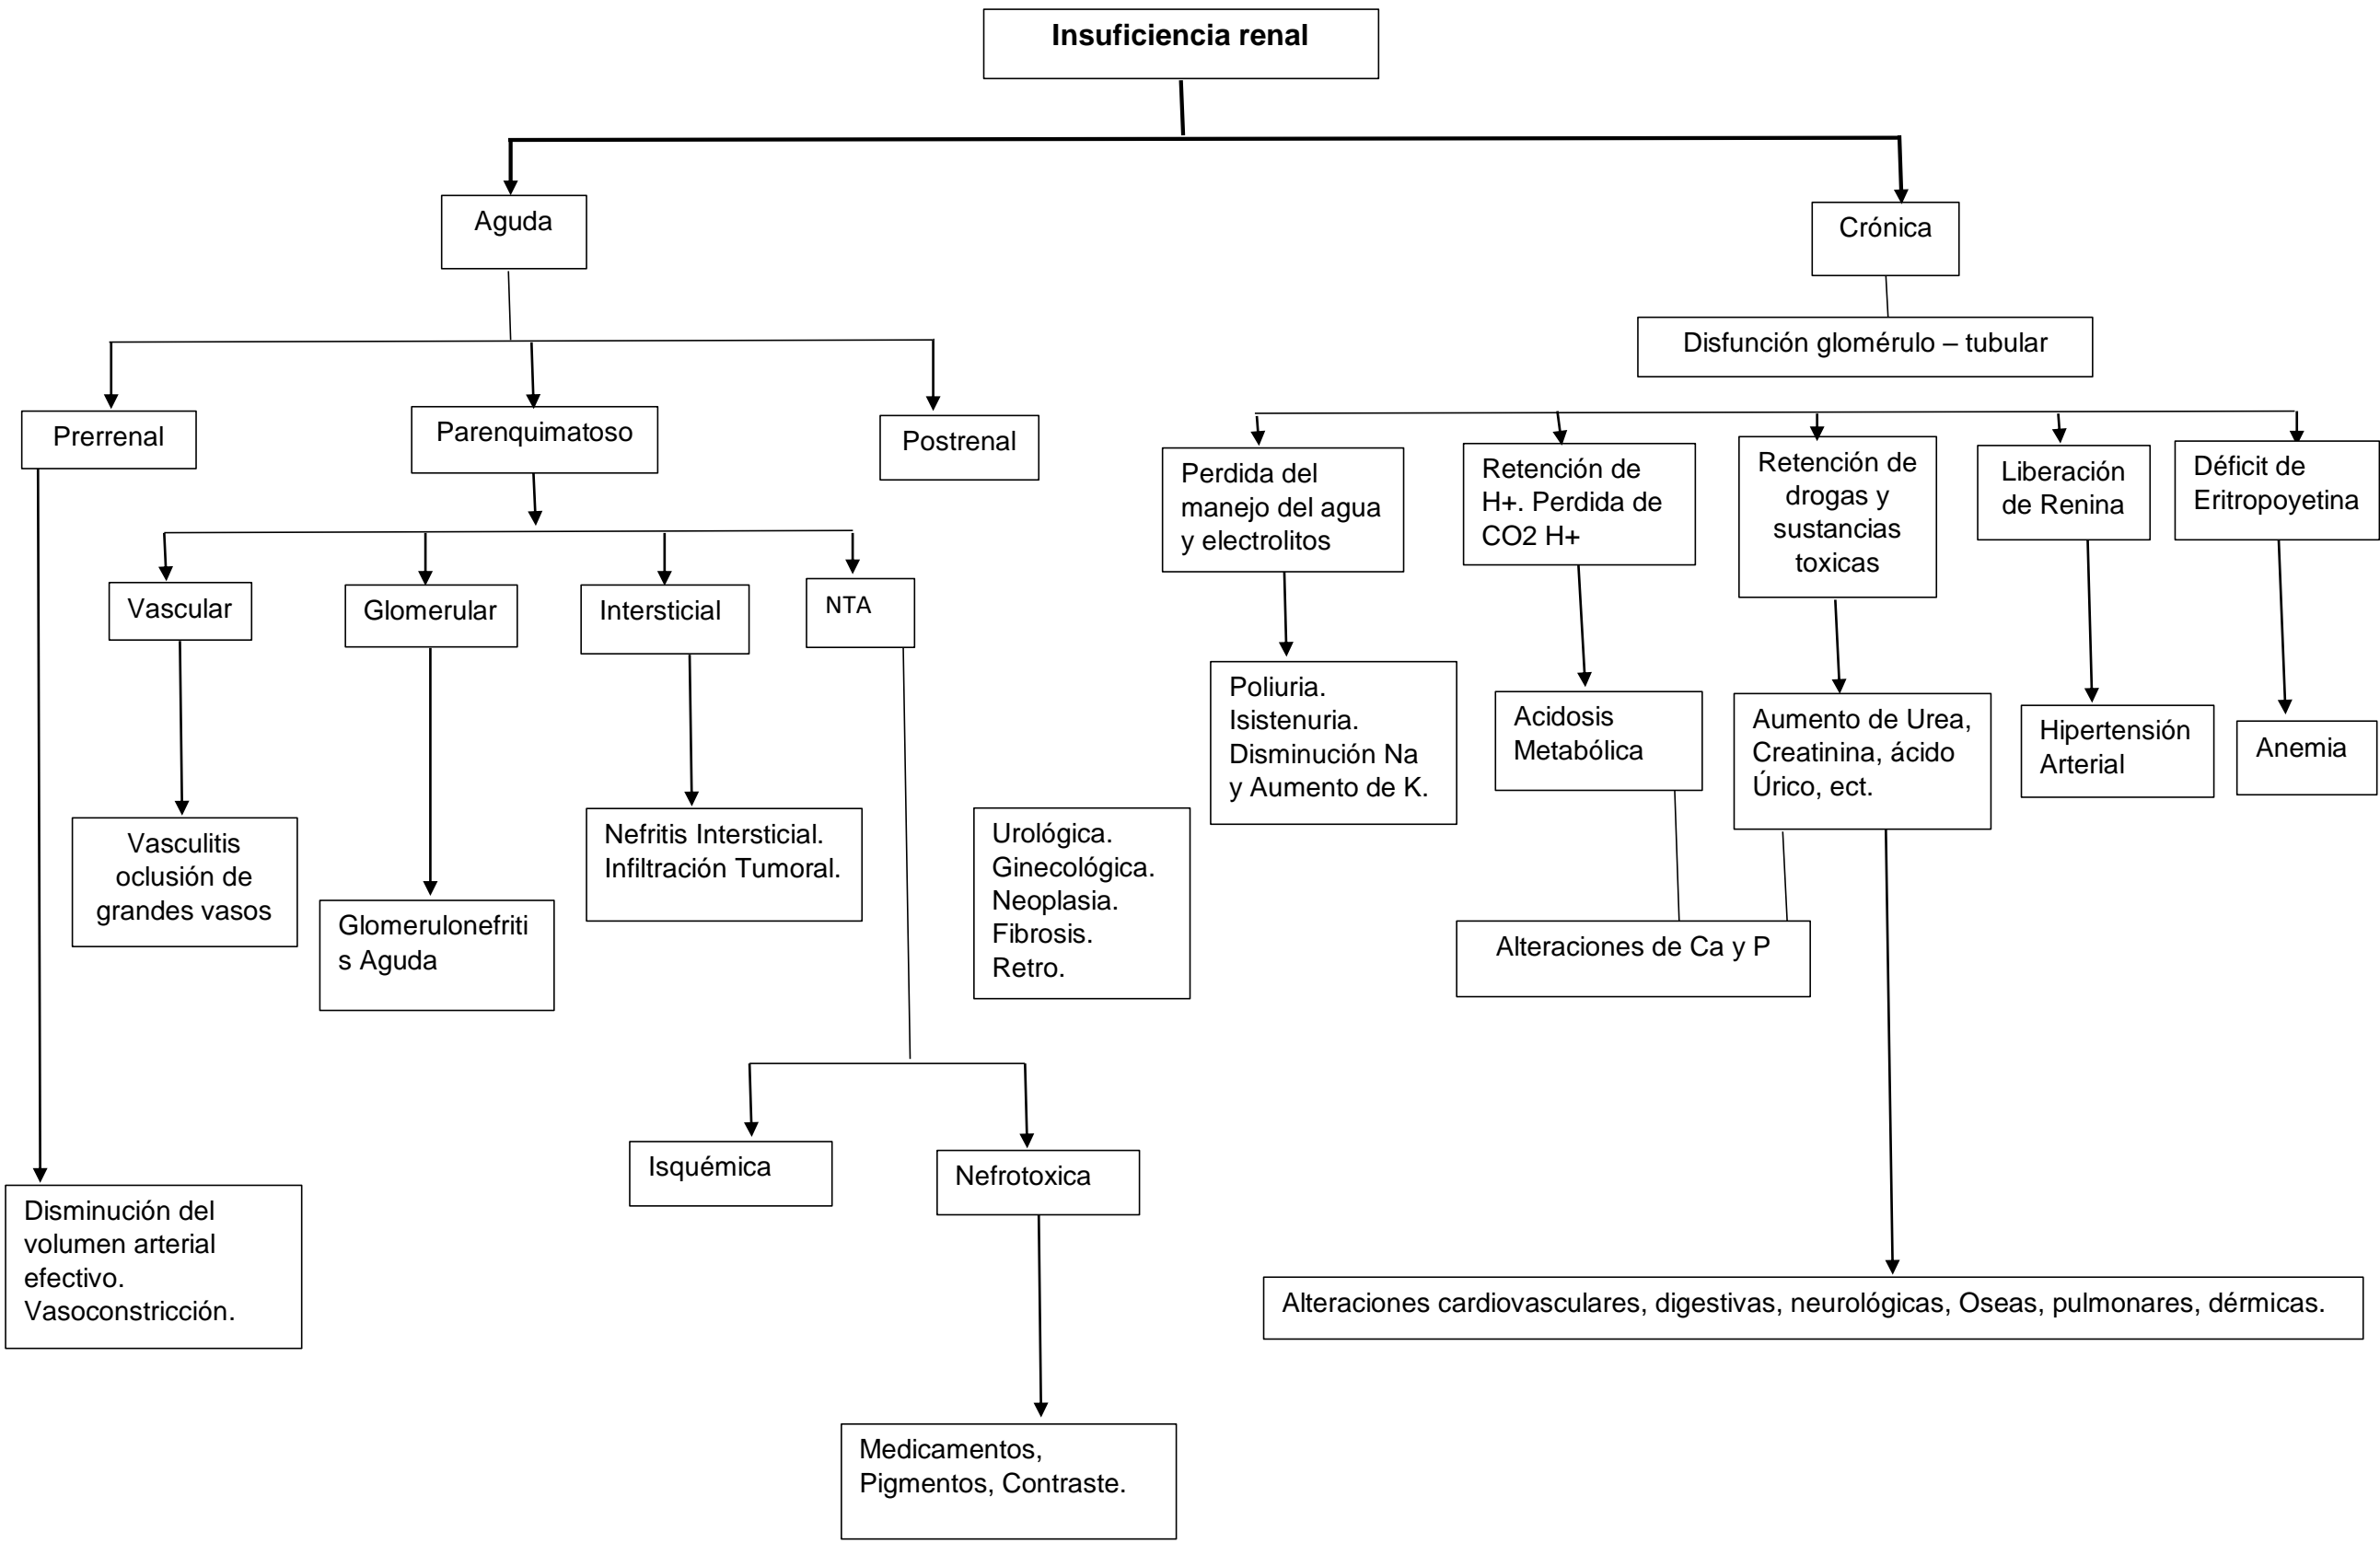 Insuficiencia renal
Aguda
Crónica
Disfunción glomérulo – tubular
Prerrenal
Parenquimatoso
Postrenal
Perdida del
manejo del agua
y electrolitos
Retención de
H+. Perdida de
CO2 H+
Retención de
drogas y
sustancias
toxicas
Liberación
de Renina
Déficit de
Eritropoyetina
Vascular
Glomerular
Intersticial
NTA
Poliuria.
Isistenuria.
Disminución Na
y Aumento de K.
Acidosis
Metabólica
Aumento de Urea,
Creatinina, ácido
Úrico, ect.
Hipertensión
Arterial
Anemia
Vasculitis
oclusión de
grandes vasos
Glomerulonefriti
s Aguda
Nefritis Intersticial.
Infiltración Tumoral.
Urológica.
Ginecológica.
Neoplasia.
Fibrosis.
Retro.
Alteraciones de Ca y P
Isquémica
Nefrotoxica
Disminución del
volumen arterial
efectivo.
Vasoconstricción.
Alteraciones cardiovasculares, digestivas, neurológicas, Oseas, pulmonares, dérmicas.
Medicamentos,
Pigmentos, Contraste.